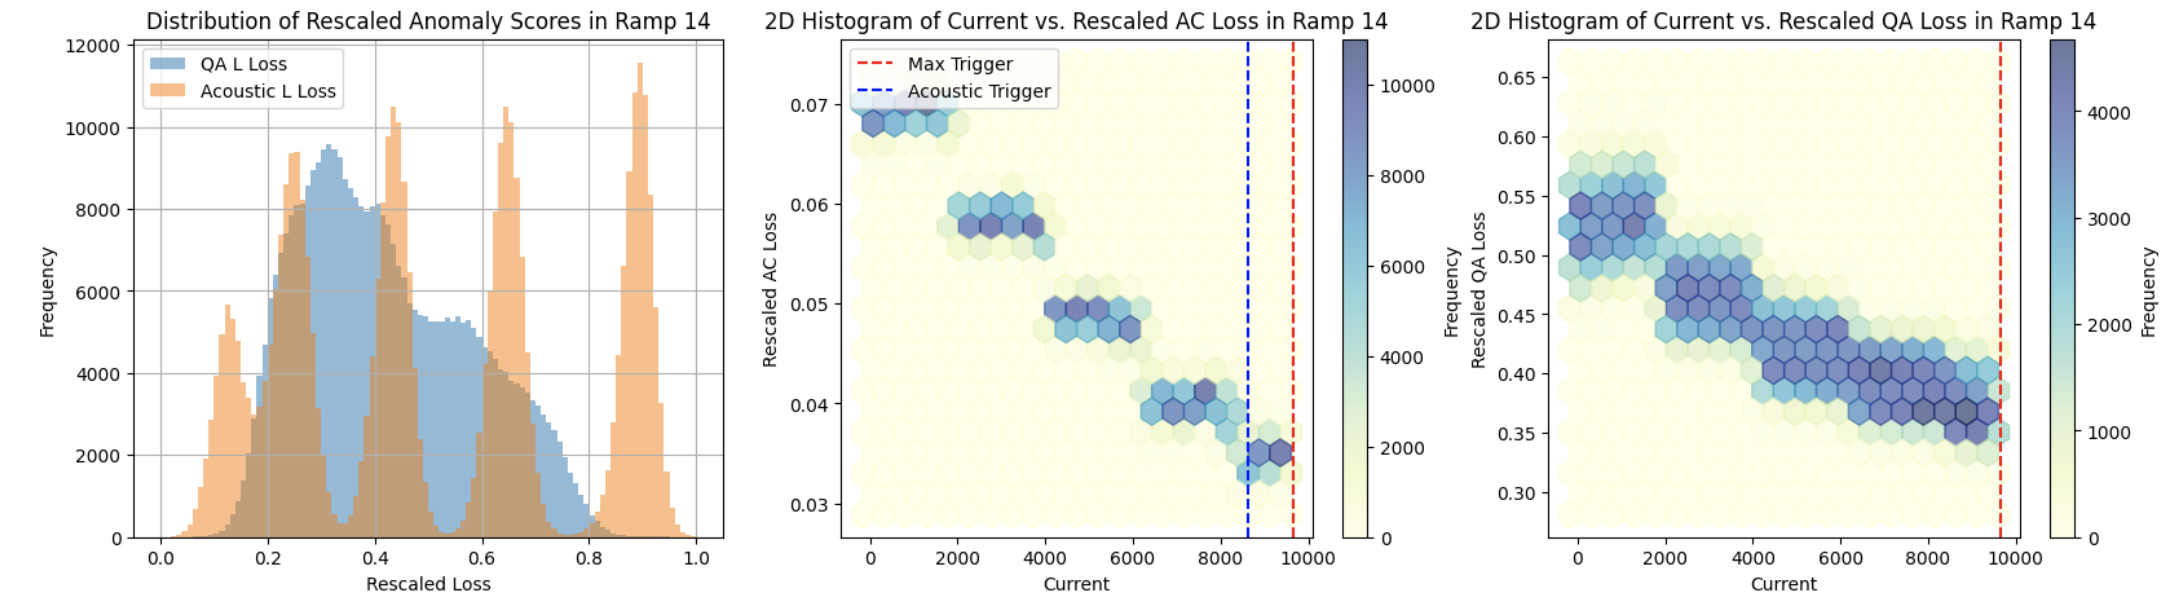 Distribution of Rescaled Anomaly Scores in Ramp 14
12000
10000
8000
6000
4000
2000
0
Frequency
QA L Loss
Acoustic L Loss
0.0 0.2 0.4 0.6 0.8 1.0
Rescaled Loss
2D Histogram of Current vs. Rescaled AC Loss in Ramp 14
0.07
0.06
0.05
0.04
0.03
Rescaled AC Loss
Max Trigger
Acoustic Trigger
0 2000 4000 6000 8000 10000
Current
10000
8000
6000
4000
2000
0
Frequency
2D Histogram of Current vs. Rescaled QA Loss in Ramp 14
0.65
0.60
0.55
0.50
0.45
0.40
0.35
0.30
Rescaled QA Loss
0 2000 4000 6000 8000 10000
Current
4000
3000
2000
1000
0
Frequency